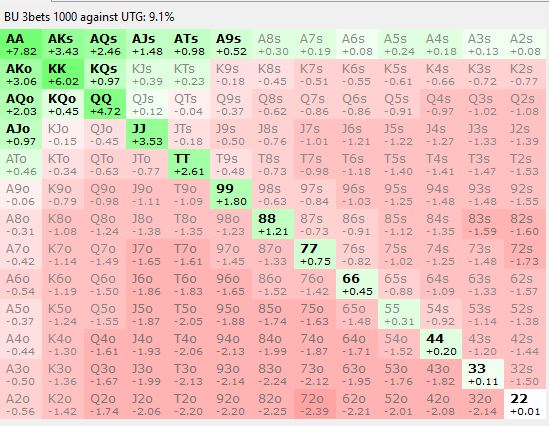 BU 3bets 1000 against UTG: 9.1%
AA AKs AQs AJs ATs A9s A8s A7s A6s A5s A4s A3s A2s
+7.82 +3.43 +2.46 +1.48 +0.98 +0.52 +0.30 +0.19 +0.08 +0.24 +0.18 +0.13 +0.08
AKo KK KQs KJs KTs K9s K8s K7s K6s K5s K4s K3s K2s
+3.06 +6.02 +0.97 +0.39 +0.23 -0.18 -0.45 -0.51 -0.55 -0.61 -0.66 -0.72 -0.77
AQo KQo QQ QJs QTs Q9s Q8s Q7s Q6s Q5s Q4s Q3s Q2s
+2.03 +0.45 +4.72 +0.12 -0.04 -0.37 -0.62 -0.86 -0.86 -0.91 -0.97 -1.02 -1.08
AJo KJo QJo JJ JTs J9s J8s J7s J6s J5s J4s J3s J2s
+0.97 -0.15 -0.45 +3.53 -0.18 -0.50 -0.76 -1.01 -1.21 -1.22 -1.27 -1.33 -1.39
ATo KTo QTo JTo TT T9s T8s T7s T6s T5s T4s T3s T2s
+0.46 -0.34 -0.63 -0.77 +2.61 -0.48 -0.73 -0.98 -1.18 -1.40 -1.41 -1.47 -1.53
A9o K9o Q9o J9o T9o 99 98s 97s 96s 95s 94s 93s 92s
-0.06 -0.79 -0.98 -1.11 -1.09 +1.80 -0.63 -0.84 -1.03 -1.25 -1.48 -1.48 -1.55
A8o K8o Q8o J8o T8o 98o 88 87s 86s 85s 84s 83s 82s
-0.31 -1.08 -1.24 -1.38 -1.35 -1.23 +1.21 -0.73 -0.91 -1.12 -1.35 -1.59 -1.60
A7o K7o Q7o J7o T7o 97o 87o 77 76s 75s 74s 73s 72s
-0.42 -1.14 -1.49 -1.65 -1.61 -1.45 -1.33 +0.75 -0.82 -1.02 -1.25 -1.48 -1.73
A6o K6o Q6o J6o T6o 96o 86o 76o 66 65s 64s 63s 62s
-0.54 -1.19 -1.50 -1.86 -1.83 -1.65 -1.52 -1.42 +0.45 -0.88 -1.09 -1.33 -1.57
A5o K5o Q5o J5o T5o 95o 85o 75o 65o 55 54s 53s 52s
-0.37 -1.24 -1.55 -1.87 -2.05 -1.88 -1.74 -1.63 -1.48 +0.31 -0.92 -1.14 -1.38
A4o K4o Q4o J4o T4o 94o 84o 74o 64o 54o 44 43s 42s
-0.44 -1.30 -1.61 -1.93 -2.06 -2.13 -1.99 -1.87 -1.71 -1.52 +0.20 -1.20 -1.44
A3o K3o Q3o J3o T3o 93o 83o 73o 63o 53o 43o 33 32s
-0.50 -1.36 -1.67 -1.99 -2.13 -2.14 -2.24 -2.12 -1.95 -1.76 -1.82 +0.11 -1.50
A2o K2o Q2o J2o T2o 92o 82o 72o 62o 52o 42o 32o 22
-0.56 -1.42 -1.74 -2.06 -2.20 -2.20 -2.25 -2.39 -2.21 -2.01 -2.08 -2.14 +0.01